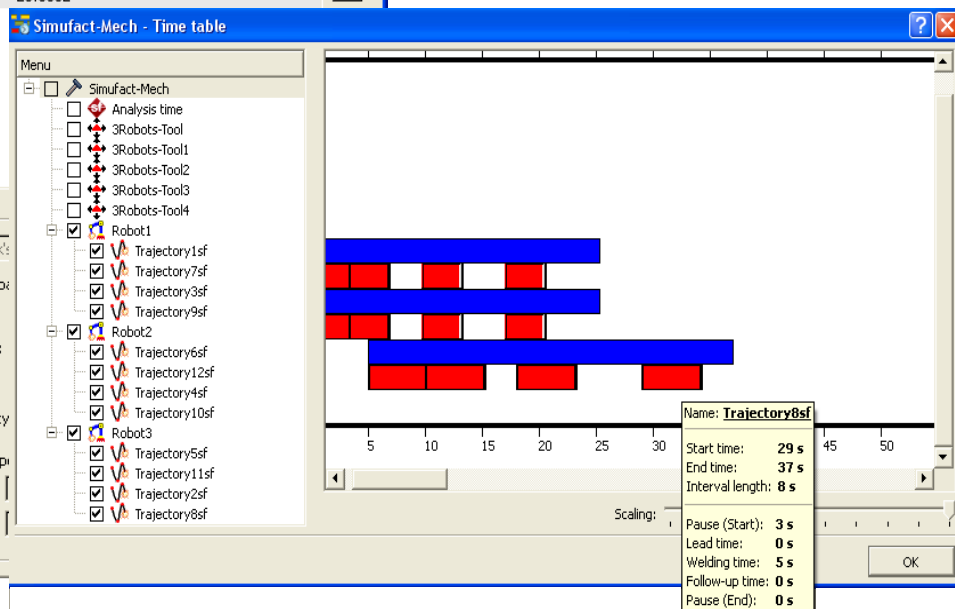 Simufact-Mech - Time table
Menu
Simufact-Mech
Analysis time
3Robots-Tool
3Robots-Tool1
3Robots-Tool2
3Robots-Tool3
3Robots-Tool4
Robot1
Trajectory1sf
Trajectory7sf
Trajectory3sf
Trajectory9sf
Robot2
Trajectory6sf
Trajectory12sf
Trajectory4sf
Trajectory10sf
Robot3
Trajectory5sf
Trajectory11sf
Trajectory2sf
Trajectory8sf
5 10 15 20 25 30 45 50
Name: Trajectory8sf
Start time: 29 s
End time: 37 s
Interval length: 8 s
Pause (Start): 3 s
Lead time: 0 s
Welding time: 5 s
Follow-up time: 0 s
Pause (End): 0 s
Scaling:
OK